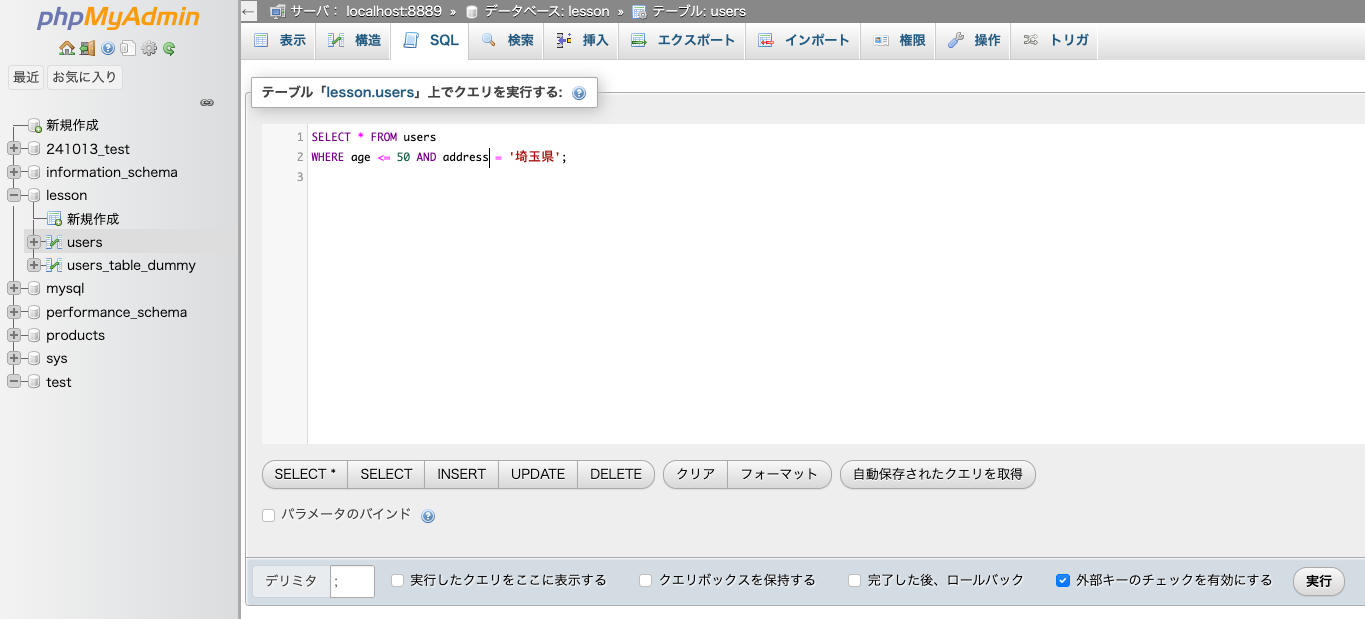 phpMyAdmin
最近 お気に入り
新規作成
241013_test
information_schema
lesson
新規作成
users
users_table_dummy
mysql
performance_schema
products
sys
test
サーバ： localhost:8889 » データベース: lesson » テーブル: users
表示 構造 SQL 検索 挿入 エクスポート インポート 権限 操作 トリガ
テーブル「lesson.users」上でクエリを実行する:
1 SELECT * FROM users
2 WHERE age <= 50 AND address = '埼玉県';
3
SELECT * SELECT INSERT UPDATE DELETE クリア フォーマット 自動保存されたクエリを取得
パラメータのバインド
デリミタ ; 実行したクエリをここに表示する クエリボックスを保持する 完了した後、ロールバック 外部キーのチェックを有効にする 実行